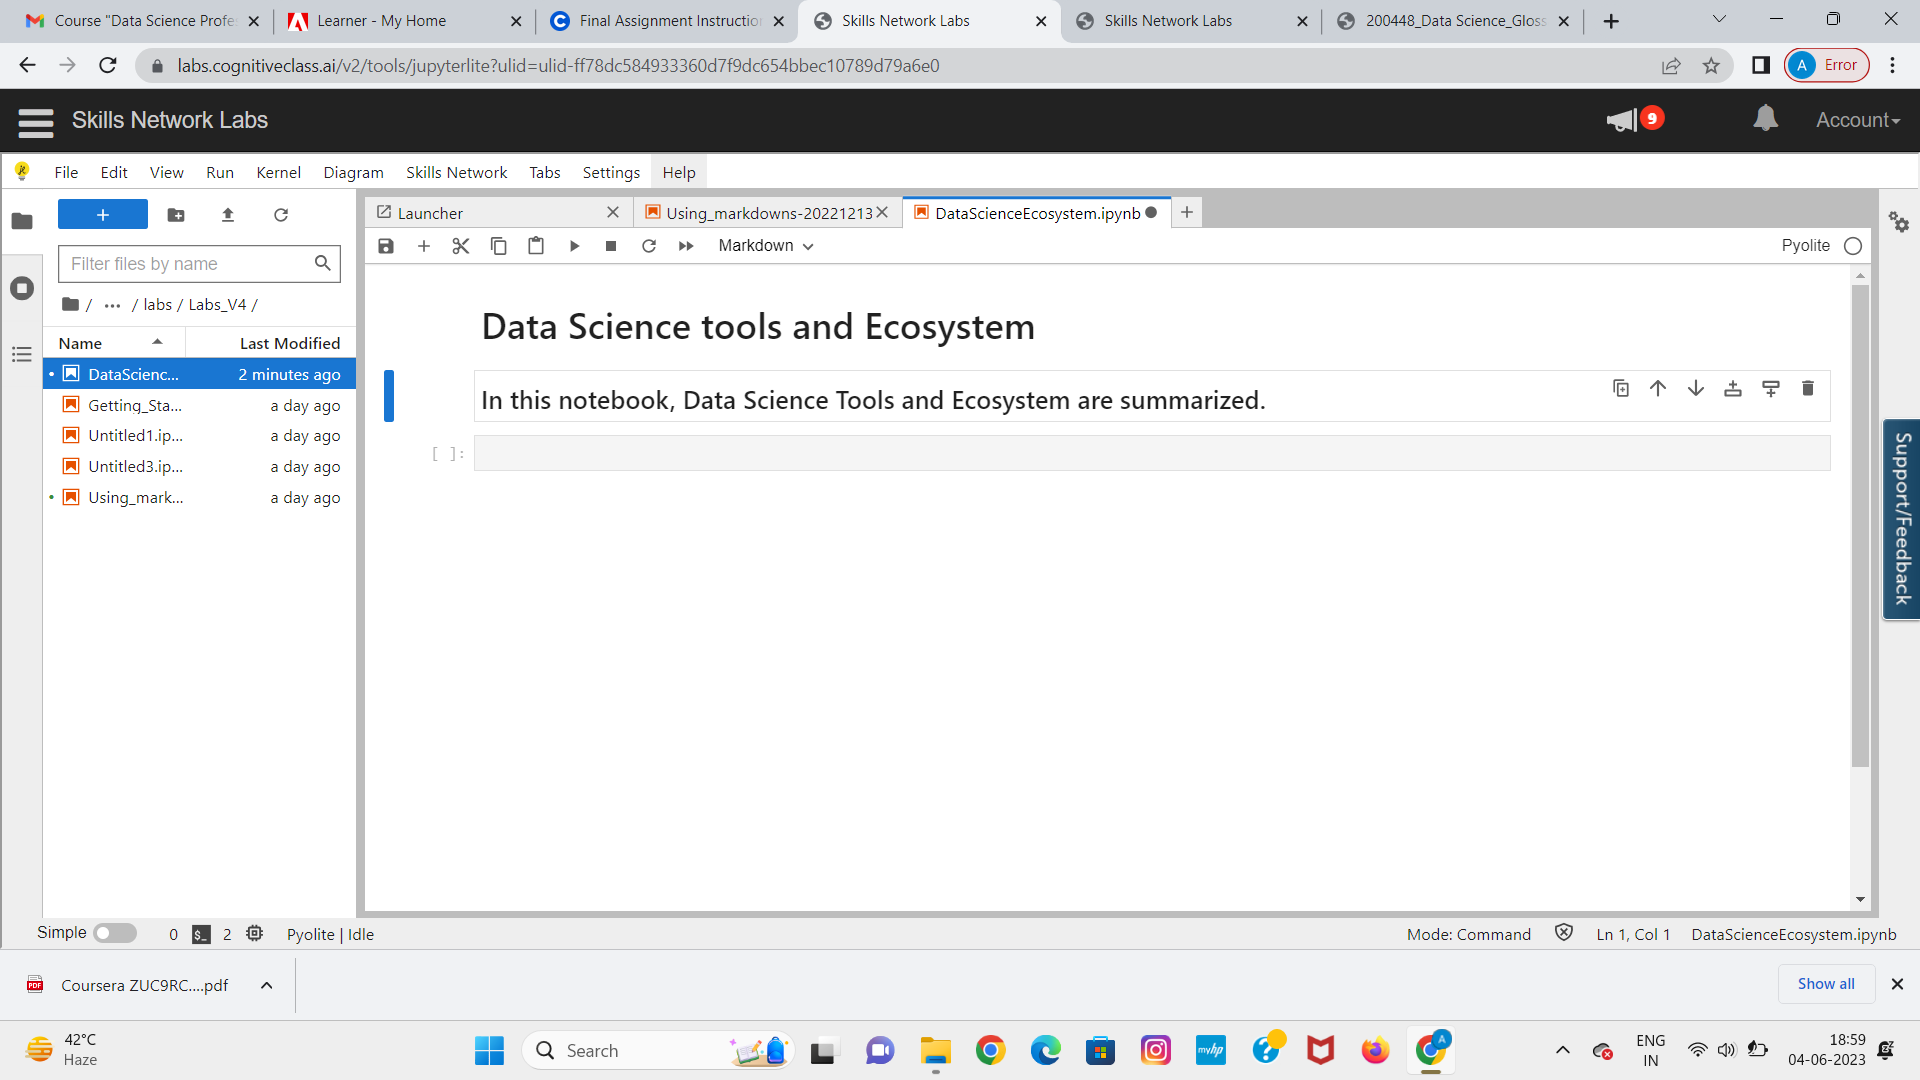 Course "Data Science Profe
Learner - My Home
Final Assignment Instruction
Skills Network Labs
Skills Network Labs
200448_Data Science_Gloss
labs.cognitiveclass.ai/v2/tools/jupyterlite?ulid=ulid-ff78dc584933360d7f9dc654bbec10789d79a6e0
A Error
Skills Network Labs
9
Account
File Edit View Run Kernel Diagram Skills Network Tabs Settings Help
+
Launcher
Using_markdowns-20221213
DataScienceEcosystem.ipynb
Markdown
Pyolite
Filter files by name
/ ... / labs / Labs_V4 /
Name Last Modified
DataScienc... 2 minutes ago
Getting_Sta... a day ago
Untitled1.ip... a day ago
Untitled3.ip... a day ago
Using_mark... a day ago
Data Science tools and Ecosystem
In this notebook, Data Science Tools and Ecosystem are summarized.
[ ]:
Support/Feedback
Simple 0 $_ 2 Pyolite | Idle
Mode: Command Ln 1, Col 1 DataScienceEcosystem.ipynb
PDF Coursera ZUC9RC....pdf
Show all
42°C
Haze
Search
myhp
?
A
ENG
IN
18:59
04-06-2023